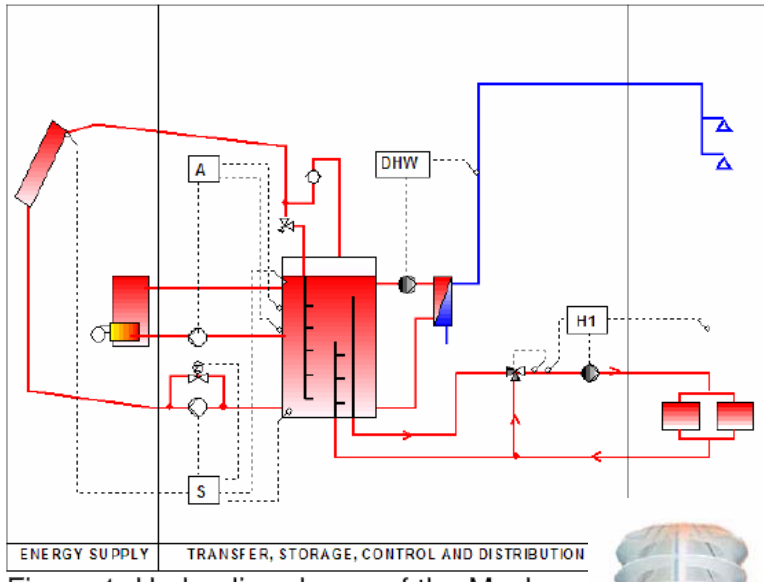 A
DHW
H1
S
ENERGY SUPPLY
TRANSFER, STORAGE, CONTROL AND DISTRIBUTION